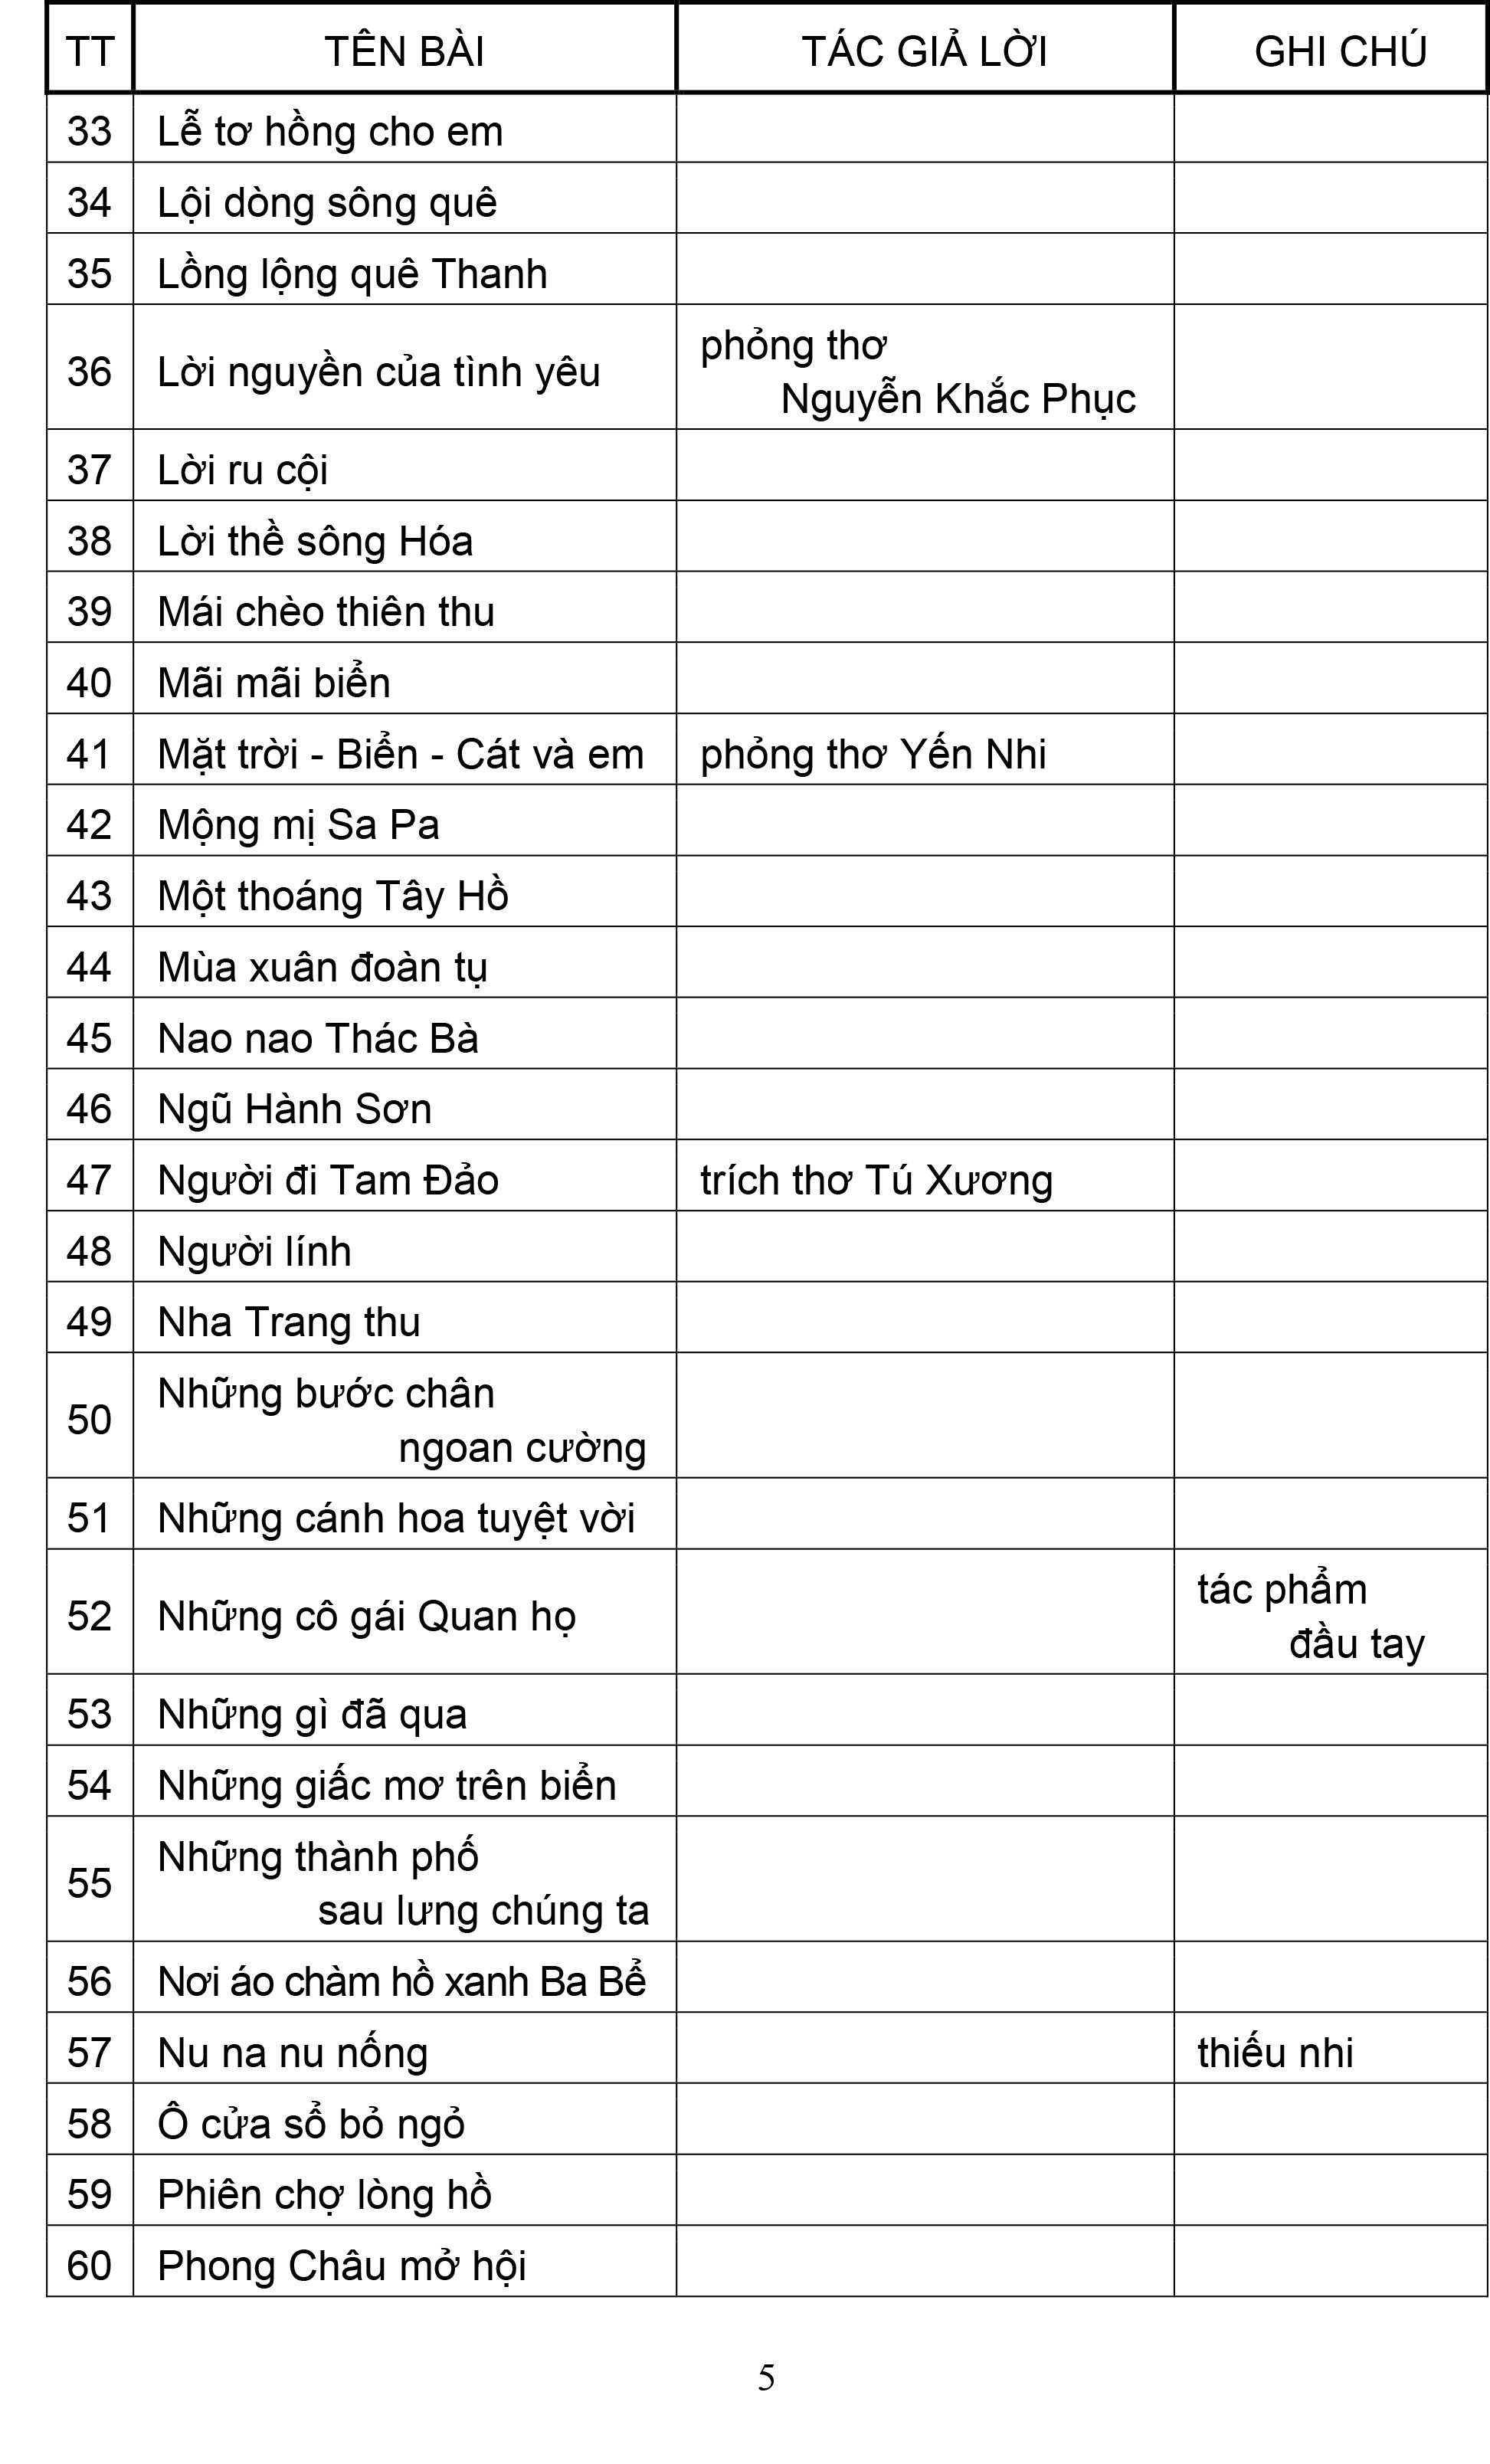 TT TÊN BÀI TÁC GIẢ LỜI GHI CHÚ
33 Lễ tơ hồng cho em
34 Lội dòng sông quê
35 Lồng lộng quê Thanh
36 Lời nguyền của tình yêu phỏng thơ
Nguyễn Khắc Phục
37 Lời ru cội
38 Lời thề sông Hóa
39 Mái chèo thiên thu
40 Mãi mãi biển
41 Mặt trời - Biển - Cát và em phỏng thơ Yến Nhi
42 Mộng mị Sa Pa
43 Một thoáng Tây Hồ
44 Mùa xuân đoàn tụ
45 Nao nao Thác Bà
46 Ngũ Hành Sơn
47 Người đi Tam Đảo trích thơ Tú Xương
48 Người lính
49 Nha Trang thu
50 Những bước chân
ngoan cường
51 Những cánh hoa tuyệt vời
52 Những cô gái Quan họ tác phẩm
đầu tay
53 Những gì đã qua
54 Những giấc mơ trên biển
55 Những thành phố
sau lưng chúng ta
56 Nơi áo chàm hồ xanh Ba Bể
57 Nu na nu nống thiếu nhi
58 Ô cửa sổ bỏ ngỏ
59 Phiên chợ lòng hồ
60 Phong Châu mở hội
5